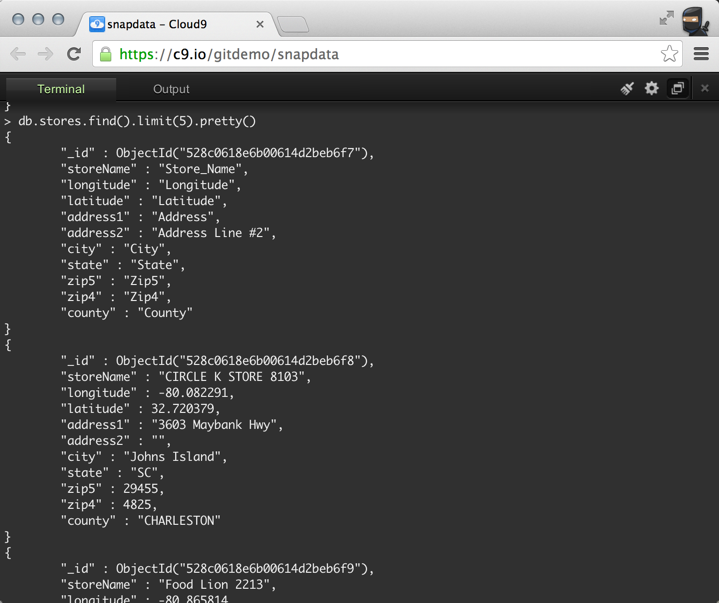 snapdata - Cloud9
https://c9.io/gitdemo/snapdata
Terminal Output
}
> db.stores.find().limit(5).pretty()
{
"_id" : ObjectId("528c0618e6b00614d2beb6f7"),
"storeName" : "Store_Name",
"longitude" : "Longitude",
"latitude" : "Latitude",
"address1" : "Address",
"address2" : "Address Line #2",
"city" : "City",
"state" : "State",
"zip5" : "Zip5",
"zip4" : "Zip4",
"county" : "County"
}
{
"_id" : ObjectId("528c0618e6b00614d2beb6f8"),
"storeName" : "CIRCLE K STORE 8103",
"longitude" : -80.082291,
"latitude" : 32.720379,
"address1" : "3603 Maybank Hwy",
"address2" : "",
"city" : "Johns Island",
"state" : "SC",
"zip5" : 29455,
"zip4" : 4825,
"county" : "CHARLESTON"
}
{
"_id" : ObjectId("528c0618e6b00614d2beb6f9"),
"storeName" : "Food Lion 2213",
"longitude" : -80.865814